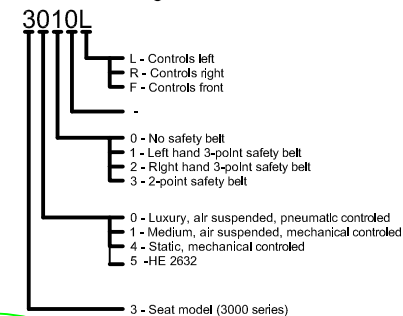 3010L
L - Controls left
R - Controls right
F - Controls front
-
0 - No safety belt
1 - Left hand 3-point safety belt
2 - Right hand 3-point safety belt
3 - 2-point safety belt
0 - Luxury, air suspended, pneumatic controled
1 - Medium, air suspended, mechanical controled
4 - Static, mechanical controled
5 -HE 2632
3 - Seat model (3000 series)